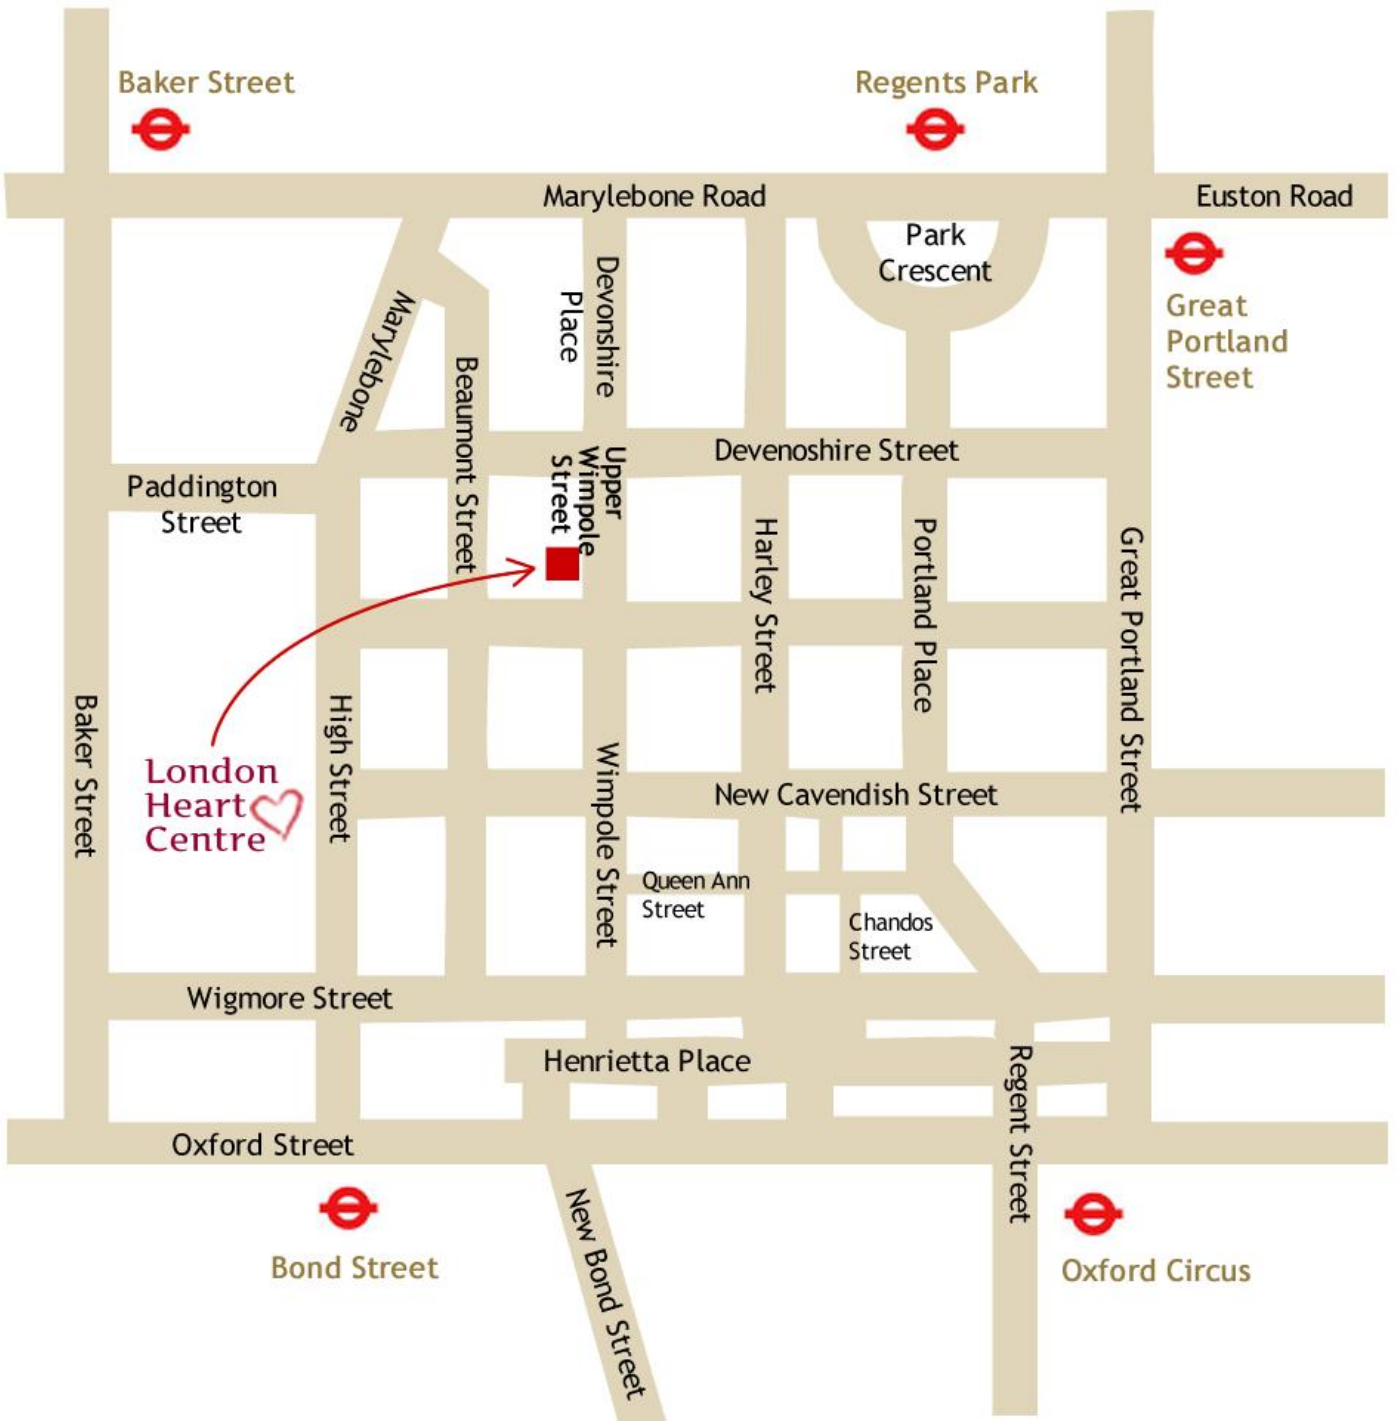 Baker Street
Regents Park
Marylebone Road
Euston Road
Park
Crescent
Great
Portland
Street
Devonshire
Place
Marylebone
Beaumont Street
Upper
Wimpole
Street
Devenoshire Street
Paddington
Street
Harley Street
Portland Place
Great Portland Street
Baker Street
High Street
London
Heart
Centre
Wimpole Street
New Cavendish Street
Queen Ann
Street
Chandos
Street
Wigmore Street
Henrietta Place
Regent Street
Oxford Street
New Bond Street
Bond Street
Oxford Circus